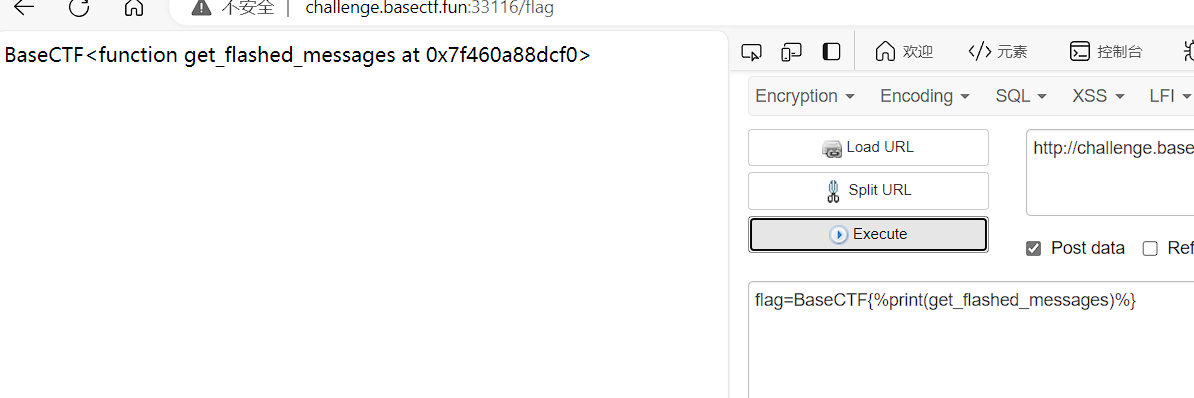 不安全 | challenge.basectf.fun:33116/flag
BaseCTF<function get_flashed_messages at 0x7f460a88dcf0>
欢迎 </> 元素 控制台
Encryption Encoding SQL XSS LFI
Load URL
http://challenge.base
Split URL
Execute
Post data Ref
flag=BaseCTF{%print(get_flashed_messages)%}